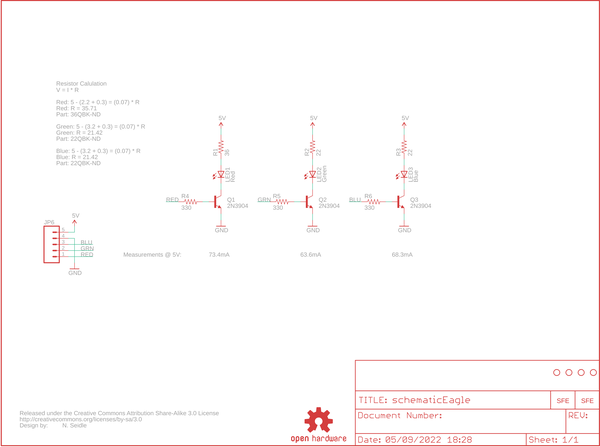 Resistor Calulation
V = I * R
Red: 5 - (2.2 + 0.3) = (0.07) * R
Red: R = 35.71
Part: 36QBK-ND
Green: 5 - (3.2 + 0.3) = (0.07) * R
Green: R = 21.42
Part: 22QBK-ND
Blue: 5 - (3.2 + 0.3) = (0.07) * R
Blue: R = 21.42
Part: 22QBK-ND
5V 5V 5V
R1 36 R2 22 R3 22
LED1 Red LED2 Green LED3 Blue
RED R4 330 Q1 2N3904
GRN R5 330 Q2 2N3904
BLU R6 330 Q3 2N3904
GND GND GND
JP6 5V
5
4
3 BLU
2 GRN
1 RED
GND
Measurements @ 5V: 73.4mA 63.6mA 68.3mA
Released under the Creative Commons Attribution Share-Alike 3.0 License
http://creativecommons.org/licenses/by-sa/3.0
Design by: N. Seidle
open hardware
TITLE: schematicEagle
SFE SFE
Document Number:
REV:
Date: 05/09/2022 18:28
Sheet: 1/1